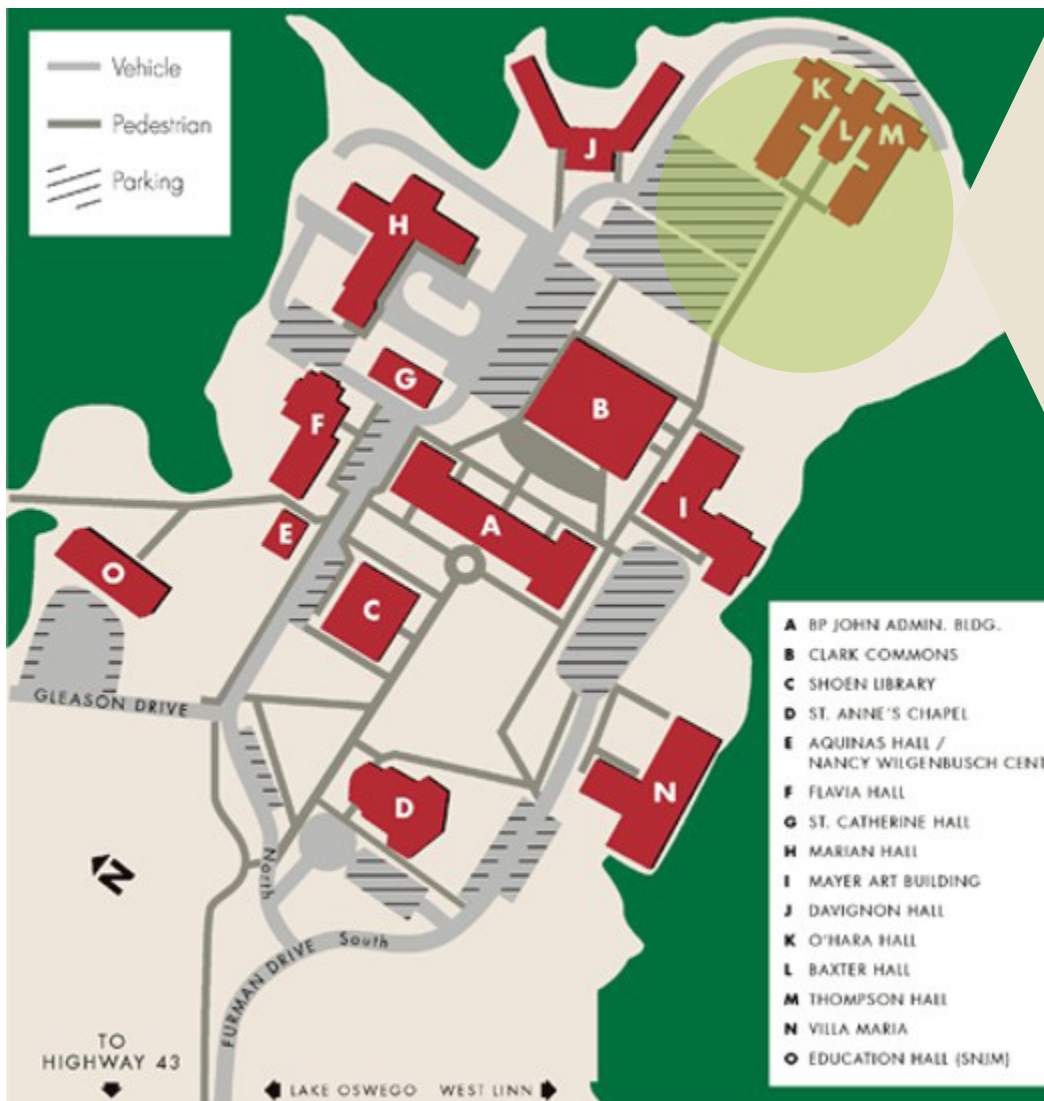 Vehicle
Pedestrian
Parking
K
L
M
J
H
G
B
F
A
I
E
O
C
GLEASON DRIVE
D
N
N
North
South
FURMAN DRIVE
TO
HIGHWAY 43
LAKE OSWEGO WEST LINN
A BP JOHN ADMIN. BLDG.
B CLARK COMMONS
C SHOEN LIBRARY
D ST. ANNE'S CHAPEL
E AQUINAS HALL /
NANCY WILGENBUSCH CENT
F FLAVIA HALL
G ST. CATHERINE HALL
H MARIAN HALL
I MAYER ART BUILDING
J DAVIGNON HALL
K O'HARA HALL
L BAXTER HALL
M THOMPSON HALL
N VILLA MARIA
O EDUCATION HALL (SNJM)